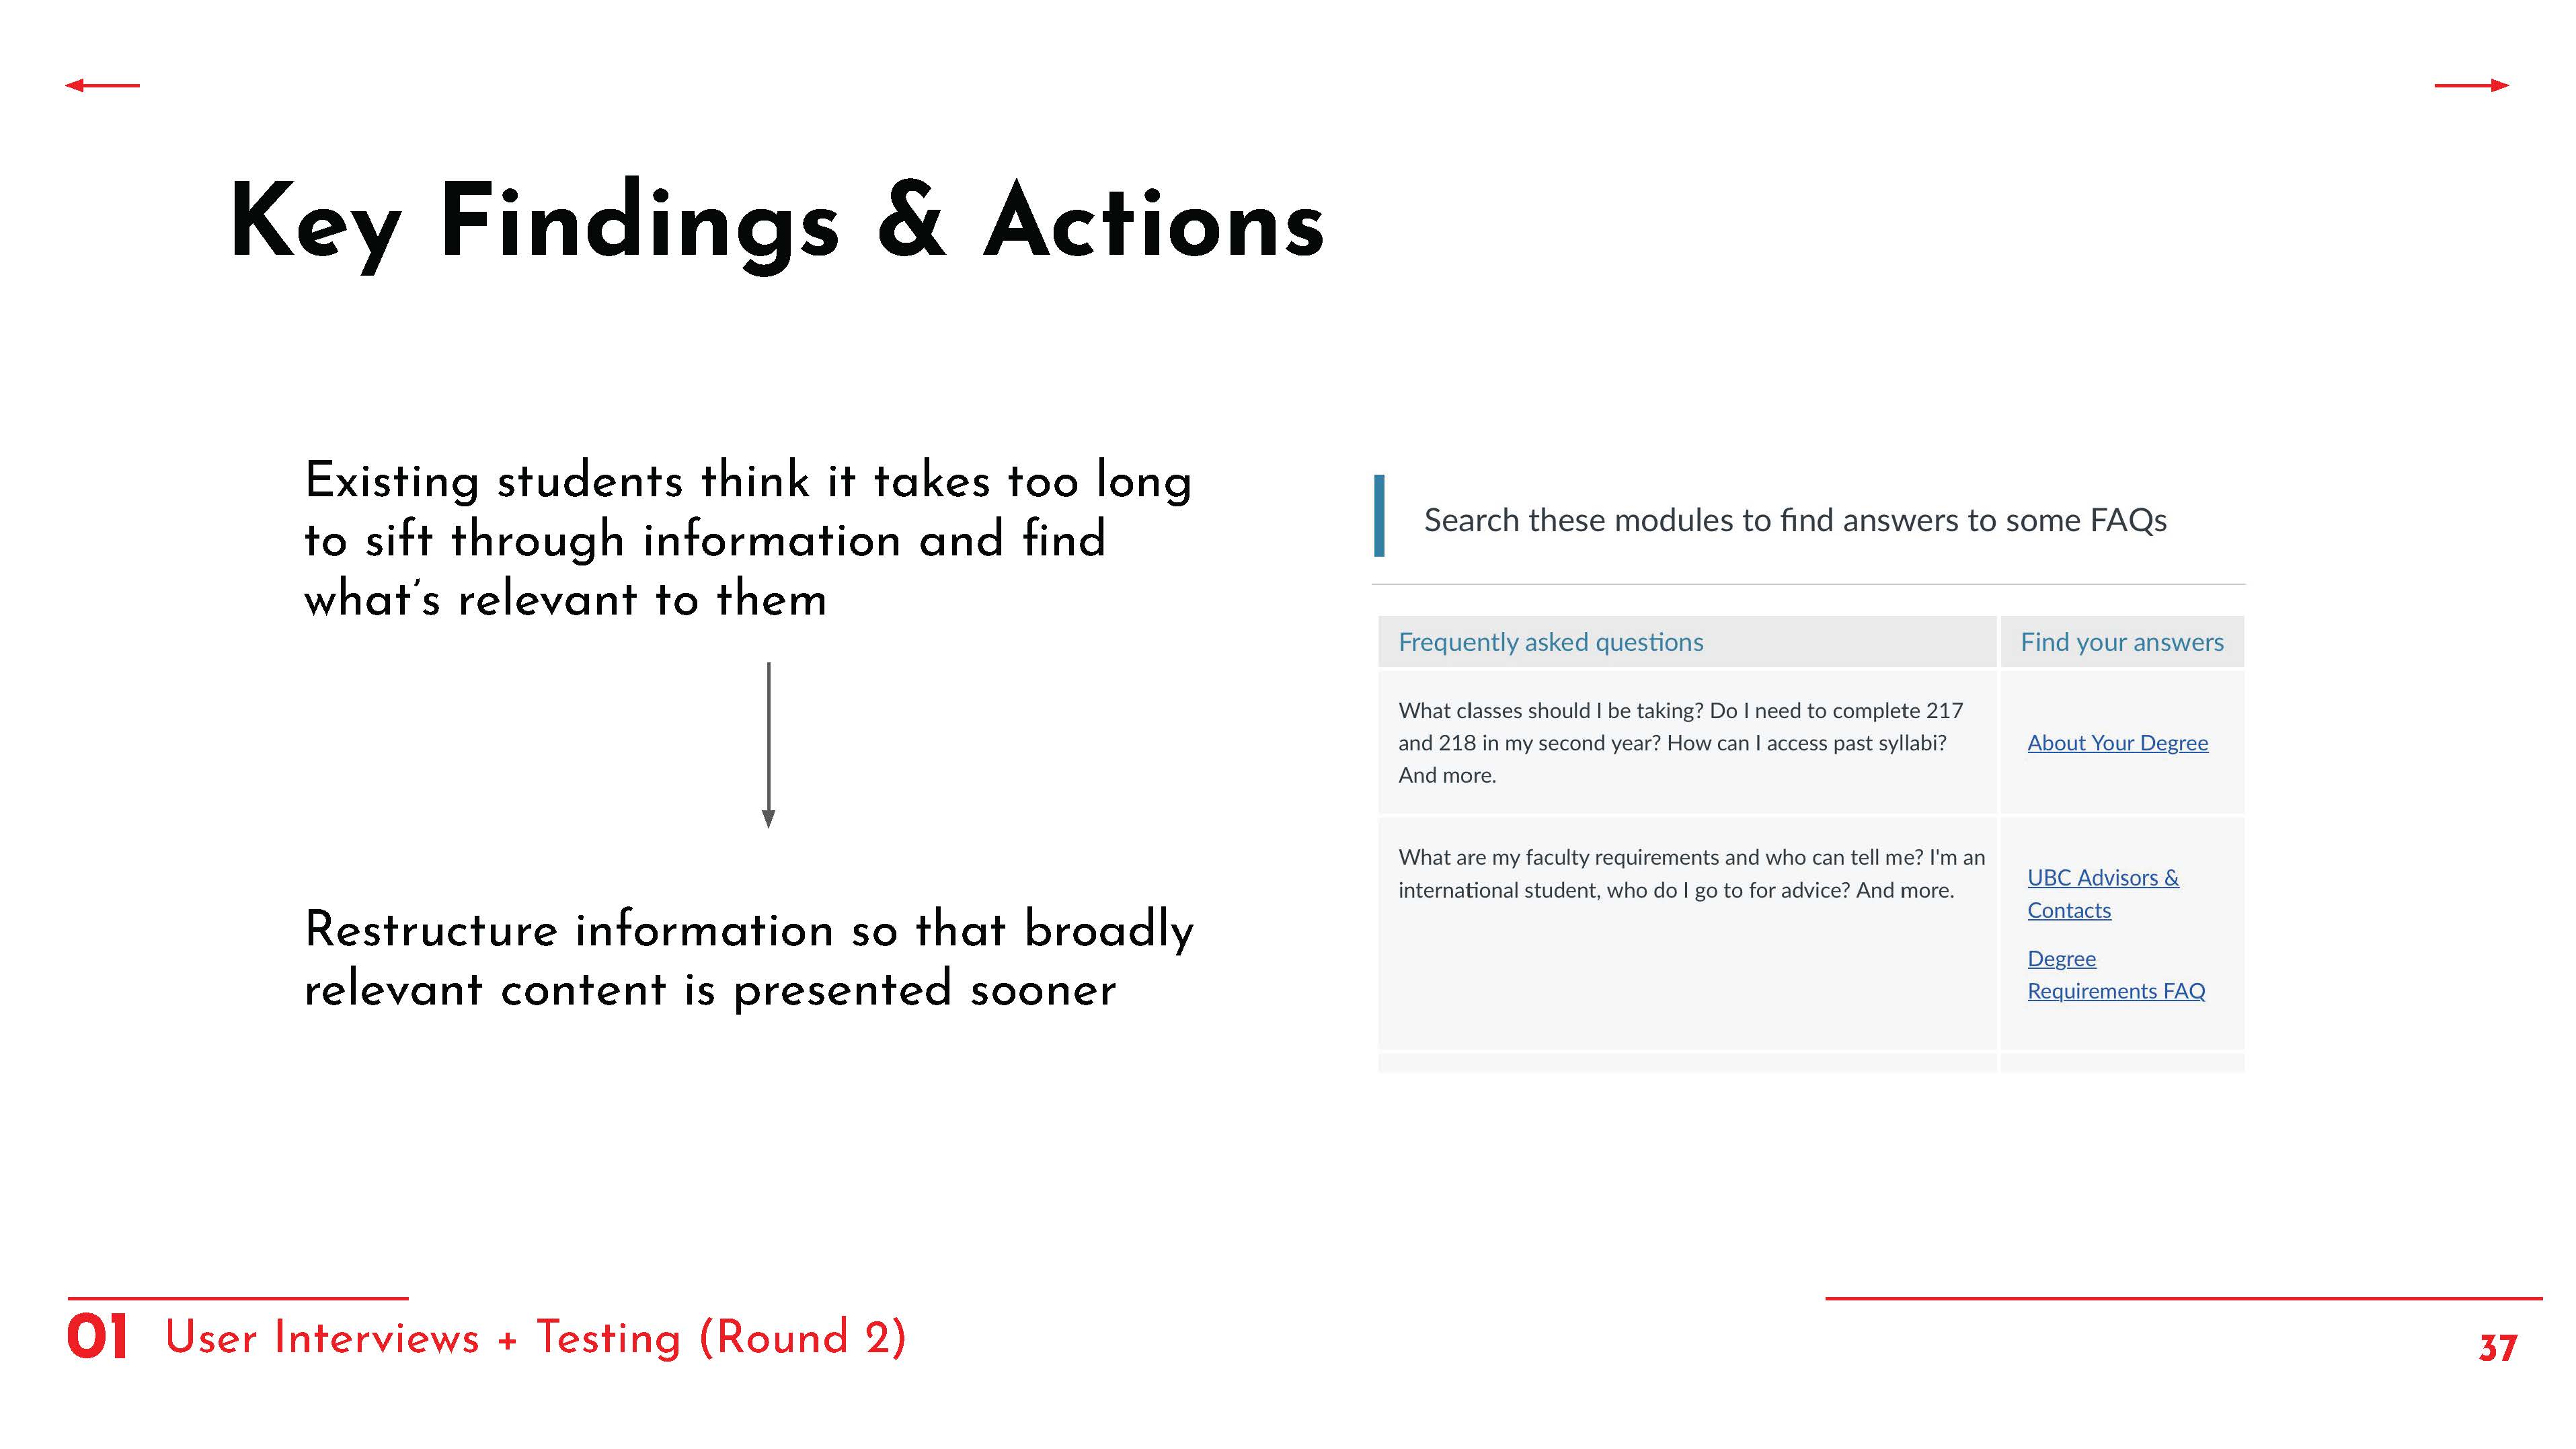 Key Findings & Actions
Existing students think it takes too long
to sift through information and find
what's relevant to them
Restructure information so that broadly
relevant content is presented sooner
Search these modules to find answers to some FAQs
Frequently asked questions
Find your answers
What classes should I be taking? Do I need to complete 217
and 218 in my second year? How can I access past syllabi?
And more.
About Your Degree
What are my faculty requirements and who can tell me? I'm an
international student, who do I go to for advice? And more.
UBC Advisors &
Contacts
Degree
Requirements FAQ
01 User Interviews + Testing (Round 2)
37